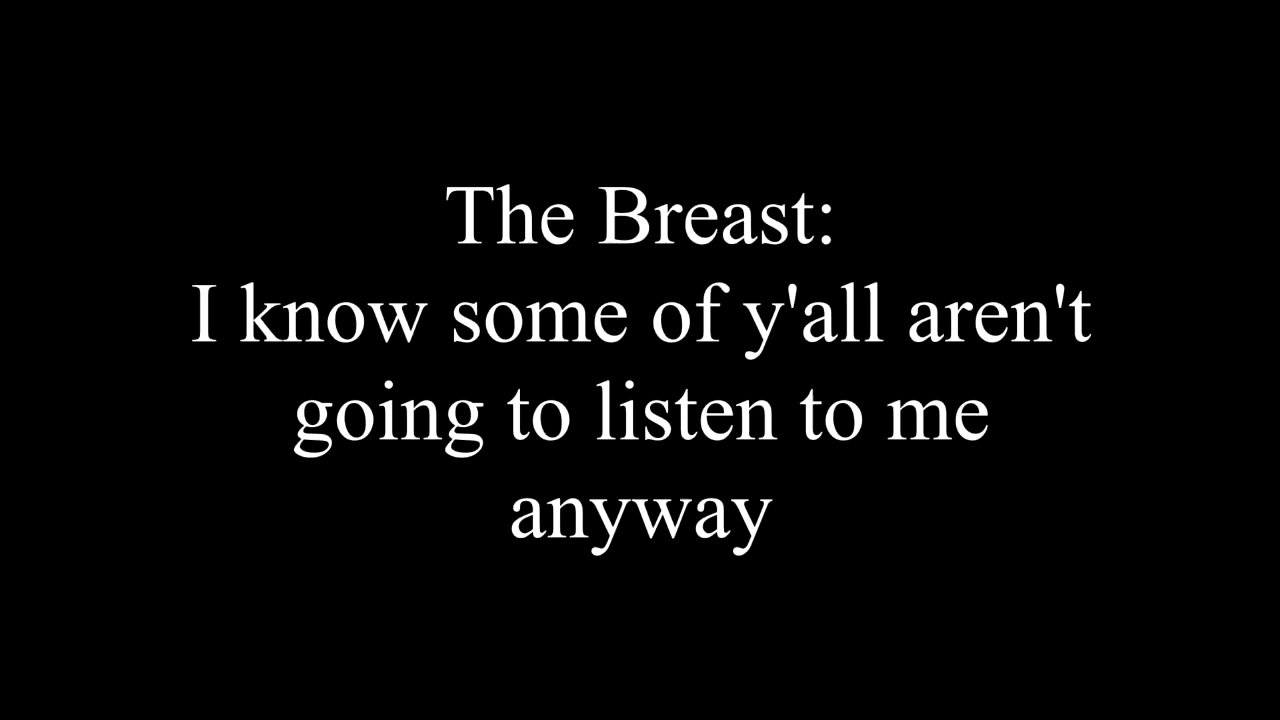 The Breast:
I know some of y'all aren't
going to listen to me
anyway